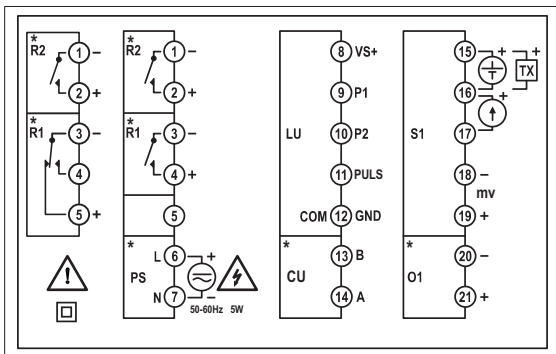 * R2 1 –
2 +
* R1 3 –
4
5 +
* R2 1 –
2 +
* R1 3 –
4 +
5
* PS L 6 +
N 7 –
50-60Hz 5W
LU
8 VS+
9 P1
10 P2
11 PULS
COM 12 GND
* CU 13 B
14 A
S1
15 + + TX
16 +
17
18 –
mv
19 +
* O1 20 –
21 +